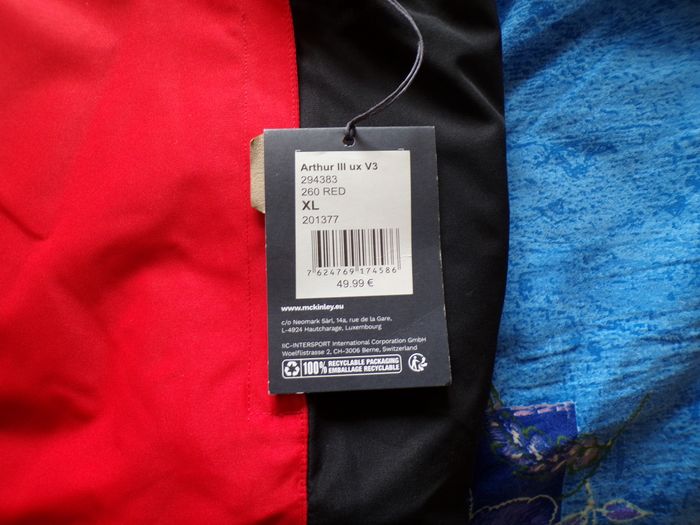 Arthur III ux V3
294383
260 RED
XL
201377
7 624769 174586
49.99 €
www.mckinley.eu
c/o Neomark Sàrl, 14a, rue de la Gare,
L-4924 Hautcharage, Luxembourg
IIC-INTERSPORT International Corporation GmbH
Woelflistrasse 2, CH-3006 Berne, Switzerland
100% RECYCLABLE PACKAGING
EMBALLAGE RECYCLABLE